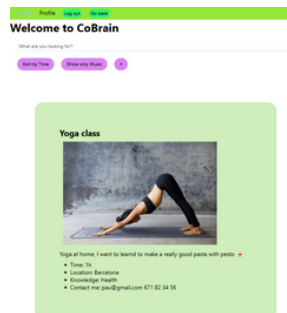 Profile Log out Go back
Welcome to CoBrain
What are you looking for?
Sort by Time Show only Music +
Yoga class
Yoga at home, I want to learnd to make a really good pasta with pesto
Time: 1h
Location: Barcelona
Knowledge: Health
Contact me: pau@gmail.com 671 82 34 56